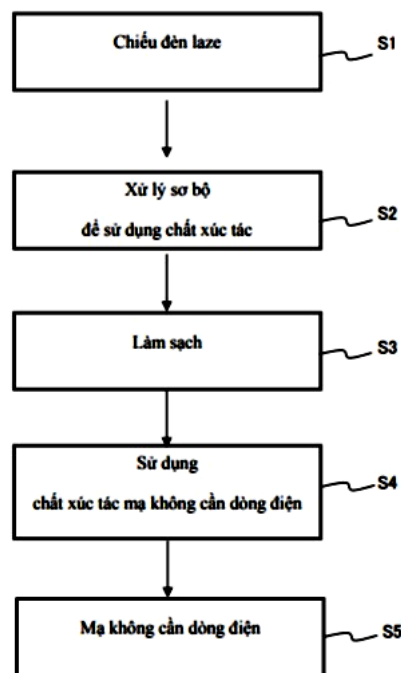 Chiếu đèn laze
S1
Xử lý sơ bộ
để sử dụng chất xúc tác
S2
Làm sạch
S3
Sử dụng
chất xúc tác mạ không cần dòng điện
S4
Mạ không cần dòng điện
S5